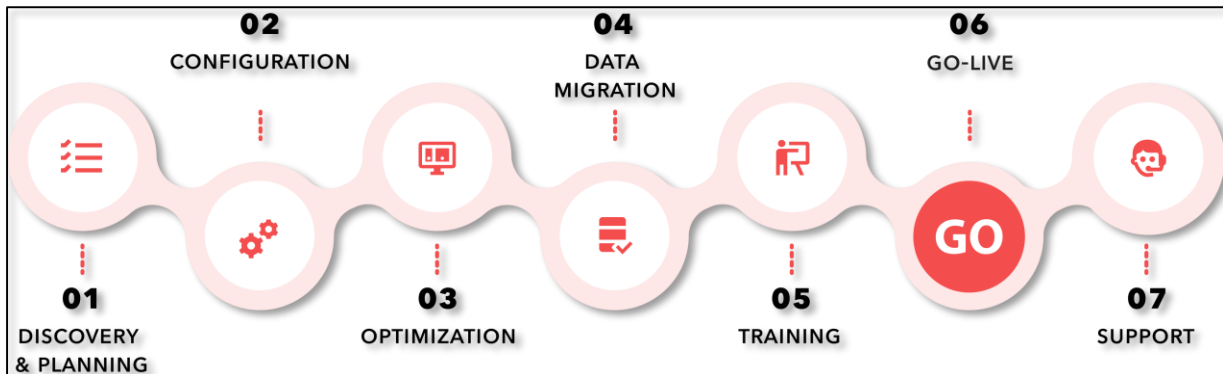 01
DISCOVERY
& PLANNING
02
CONFIGURATION
03
OPTIMIZATION
04
DATA
MIGRATION
05
TRAINING
06
GO-LIVE
GO
07
SUPPORT